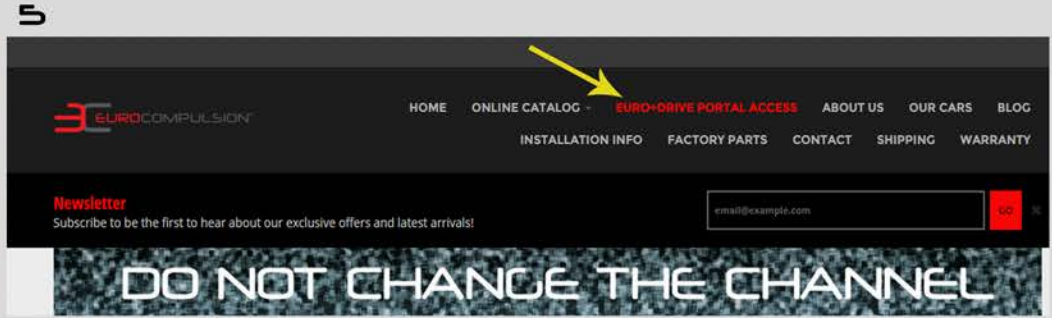 5
HOME ONLINE CATALOG EURO+DRIVE PORTAL ACCESS ABOUT US OUR CARS BLOG
EUROCOMPULSION
INSTALLATION INFO FACTORY PARTS CONTACT SHIPPING WARRANTY
Newsletter
Subscribe to be the first to hear about our exclusive offers and latest arrivals!
email@example.com GO
DO NOT CHANGE THE CHANNEL